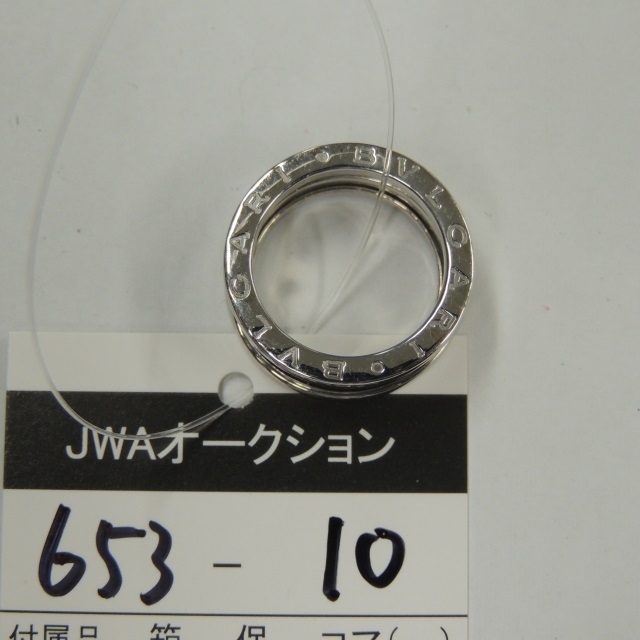 BVLGARI • BVLGARI •
JWAオークション
653 - 10
付属品 箱 保 コマ( )